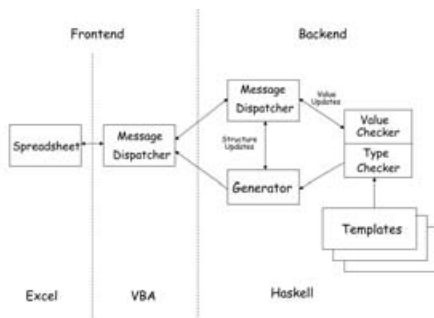 Frontend
Backend
Message
Dispatcher
Value
Updates
Value
Checker
Type
Checker
Spreadsheet
Message
Dispatcher
Structure
Updates
Generator
Templates
Excel
VBA
Haskell